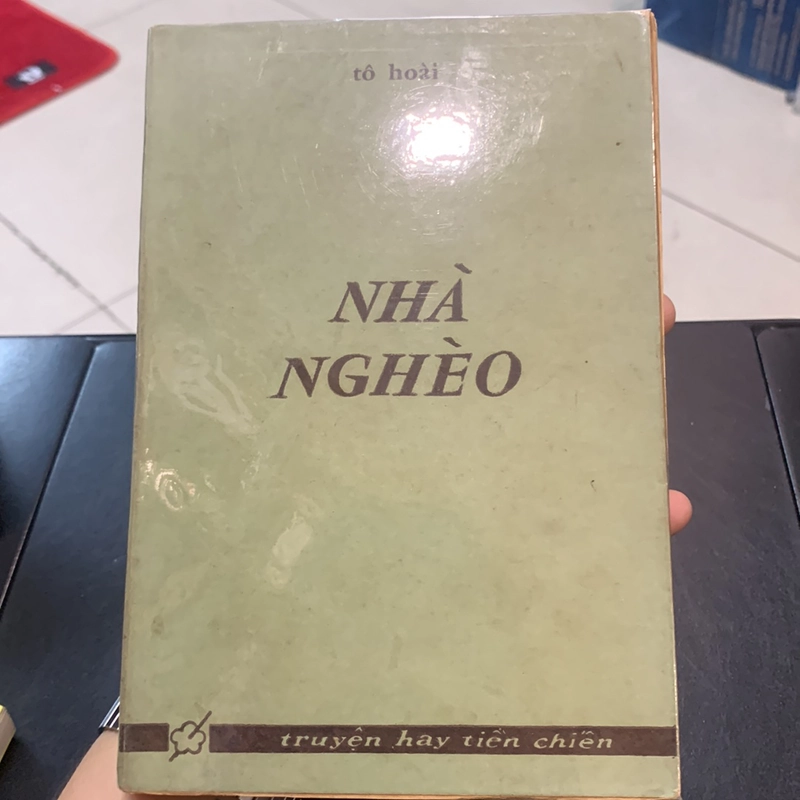 tô hoài
NHÀ
NGHÈO
truyện hay tiền chiến